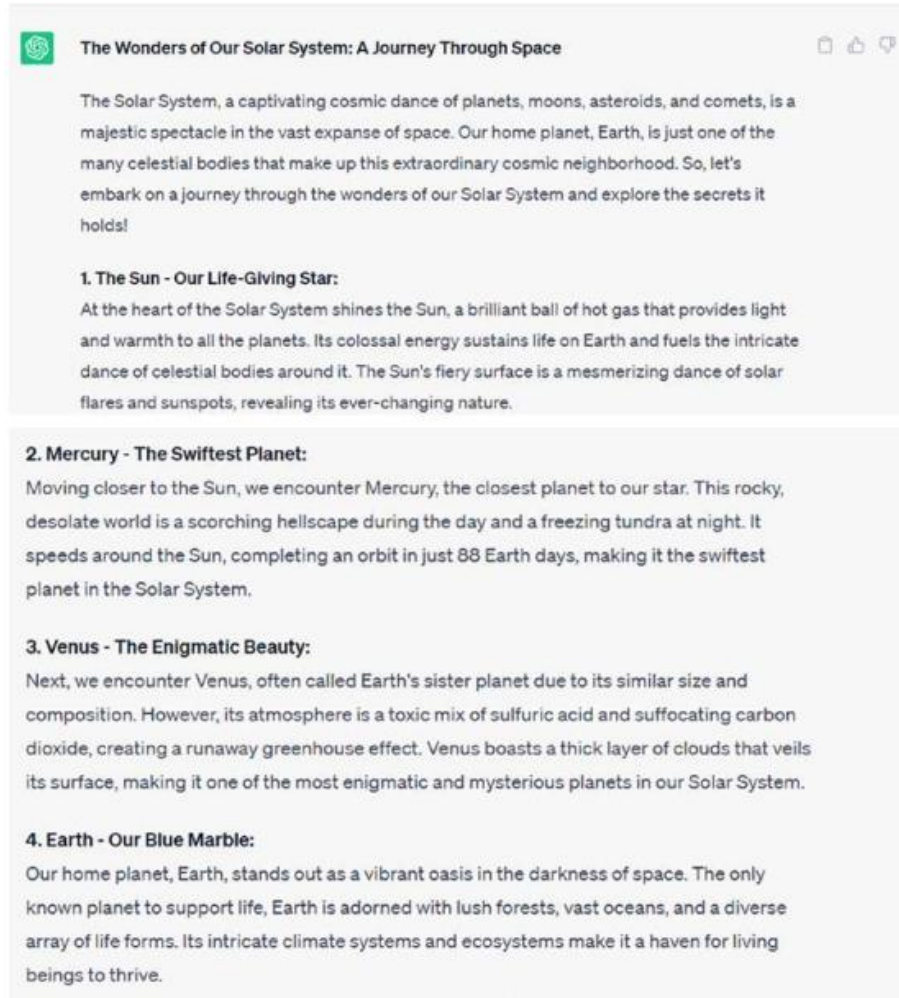 The Wonders of Our Solar System: A Journey Through Space
The Solar System, a captivating cosmic dance of planets, moons, asteroids, and comets, is a
majestic spectacle in the vast expanse of space. Our home planet, Earth, is just one of the
many celestial bodies that make up this extraordinary cosmic neighborhood. So, let's
embark on a journey through the wonders of our Solar System and explore the secrets it
holds!
1. The Sun - Our Life-Giving Star:
At the heart of the Solar System shines the Sun, a brilliant ball of hot gas that provides light
and warmth to all the planets. Its colossal energy sustains life on Earth and fuels the intricate
dance of celestial bodies around it. The Sun's fiery surface is a mesmerizing dance of solar
flares and sunspots, revealing its ever-changing nature.
2. Mercury - The Swiftest Planet:
Moving closer to the Sun, we encounter Mercury, the closest planet to our star. This rocky,
desolate world is a scorching hellscape during the day and a freezing tundra at night. It
speeds around the Sun, completing an orbit in just 88 Earth days, making it the swiftest
planet in the Solar System.
3. Venus - The Enigmatic Beauty:
Next, we encounter Venus, often called Earth's sister planet due to its similar size and
composition. However, its atmosphere is a toxic mix of sulfuric acid and suffocating carbon
dioxide, creating a runaway greenhouse effect. Venus boasts a thick layer of clouds that veils
its surface, making it one of the most enigmatic and mysterious planets in our Solar System.
4. Earth - Our Blue Marble:
Our home planet, Earth, stands out as a vibrant oasis in the darkness of space. The only
known planet to support life, Earth is adorned with lush forests, vast oceans, and a diverse
array of life forms. Its intricate climate systems and ecosystems make it a haven for living
beings to thrive.